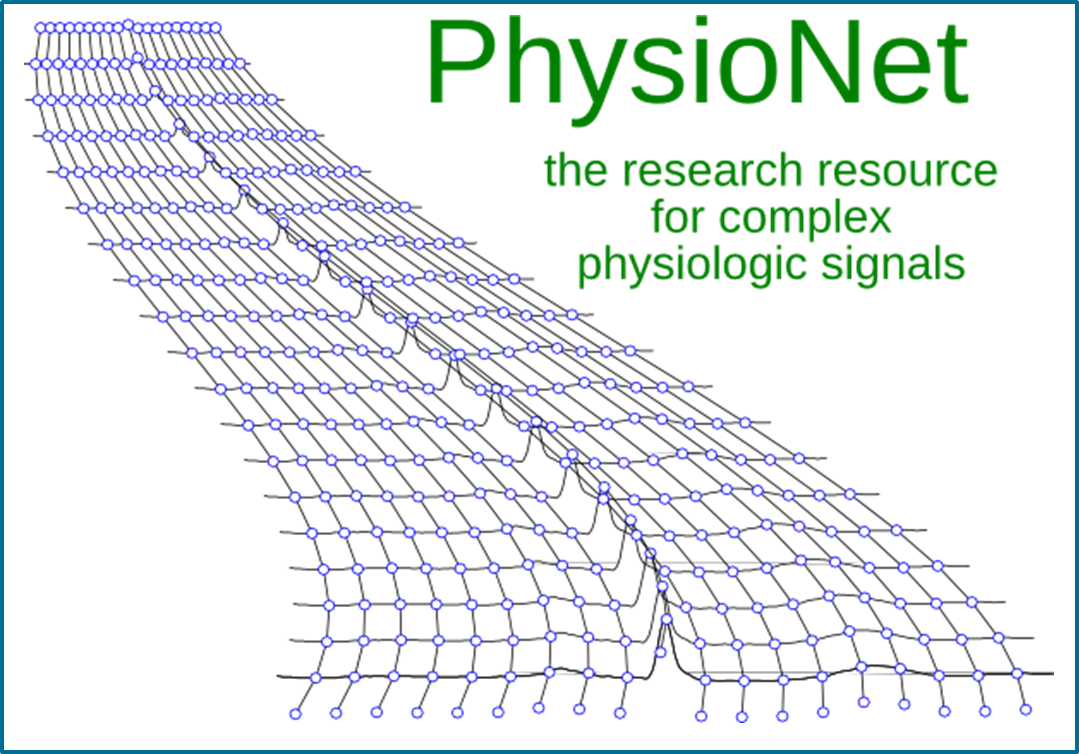 PhysioNet
the research resource
for complex
physiologic signals